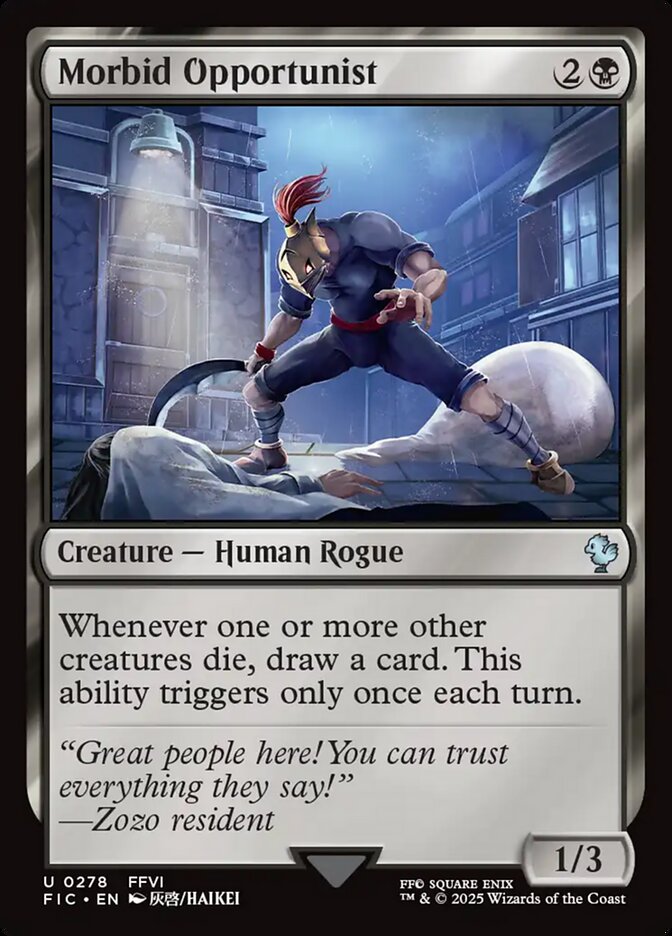 Morbid Opportunist 2
Creature — Human Rogue
Whenever one or more other
creatures die, draw a card. This
ability triggers only once each turn.
“Great people here! You can trust
everything they say!”
—Zozo resident
1/3
U 0278 FFVI
FIC • EN 灰啓/HAIKEI
FF© SQUARE ENIX
™ & © 2025 Wizards of the Coast